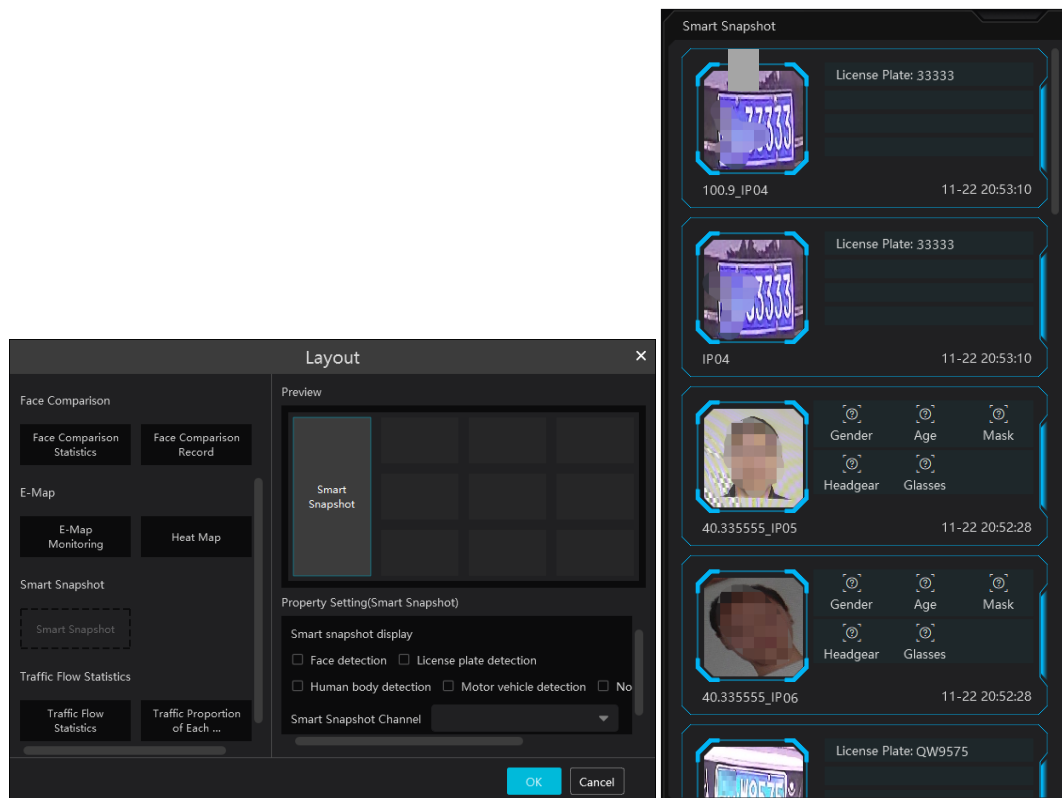 Layout
Face Comparison
Face Comparison
Statistics
Face Comparison
Record
E-Map
E-Map
Monitoring
Heat Map
Smart Snapshot
Smart Snapshot
Traffic Flow Statistics
Traffic Flow
Statistics
Traffic Proportion
of Each ...
Preview
Smart
Snapshot
Property Setting(Smart Snapshot)
Smart snapshot display
Face detection
License plate detection
Human body detection
Motor vehicle detection
No
Smart Snapshot Channel
OK
Cancel
Smart Snapshot
License Plate: 33333
33333
100.9_IP04
11-22 20:53:10
License Plate: 33333
33333
IP04
11-22 20:53:10
Gender
Age
Mask
Headgear
Glasses
40.335555_IP05
11-22 20:52:28
Gender
Age
Mask
Headgear
Glasses
40.335555_IP06
11-22 20:52:28
License Plate: QW9575